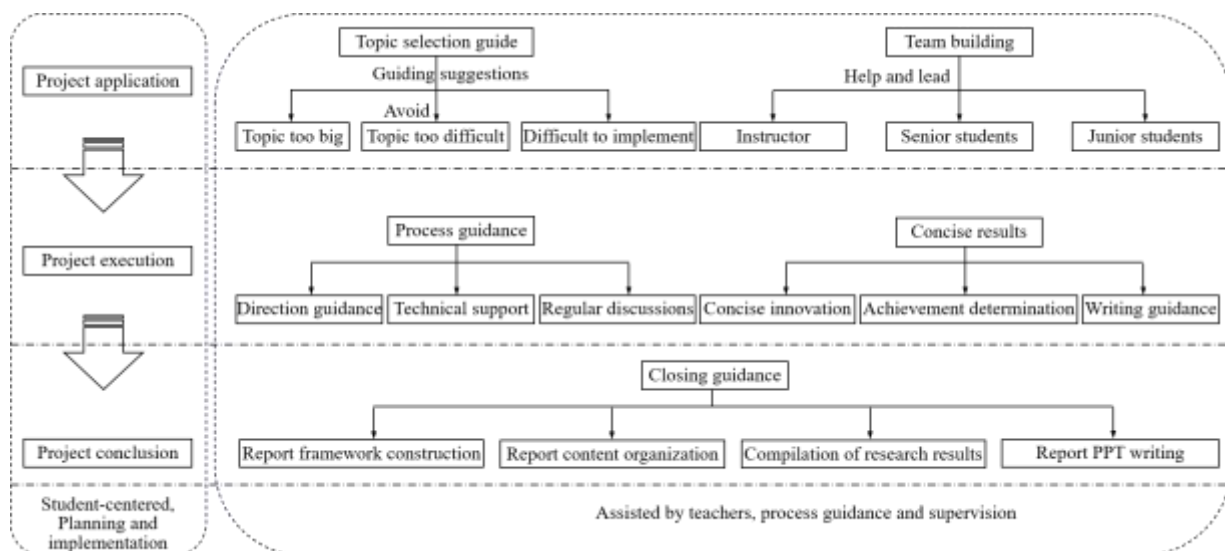 Topic selection guide
Team building
Project application
Guiding suggestions
Help and lead
Avoid
Topic too big
Topic too difficult
Difficult to implement
Instructor
Senior students
Junior students
Process guidance
Concise results
Project execution
Direction guidance
Technical support
Regular discussions
Concise innovation
Achievement determination
Writing guidance
Closing guidance
Project conclusion
Report framework construction
Report content organization
Compilation of research results
Report PPT writing
Student-centered,
Planning and
implementation
Assisted by teachers, process guidance and supervision